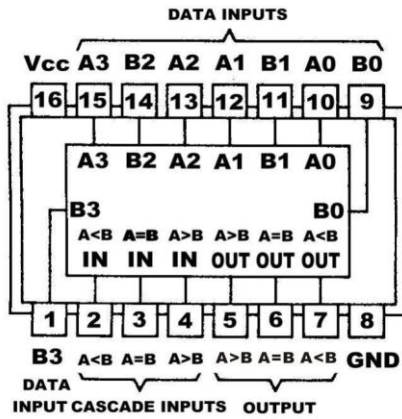 DATA INPUTS
Vcc A3 B2 A2 A1 B1 A0 B0
16 15 14 13 12 11 10 9
A3 B2 A2 A1 B1 A0
B3 B0
A<B A=B A>B A>B A=B A<B
IN IN IN OUT OUT OUT
1 2 3 4 5 6 7 8
B3 A<B A=B A>B A>B A=B A<B GND
DATA
INPUT CASCADE INPUTS OUTPUT